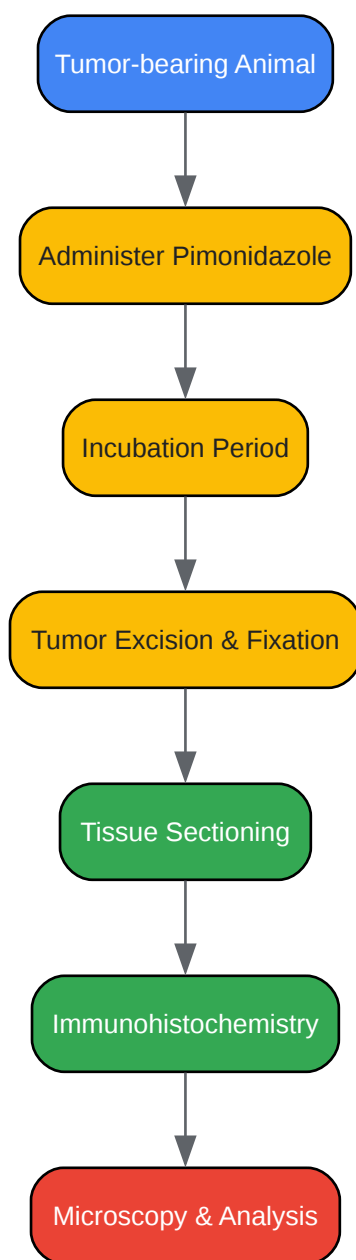 Tumor-bearing Animal
Administer Pimonidazole
Incubation Period
Tumor Excision & Fixation
Tissue Sectioning
Immunohistochemistry
Microscopy & Analysis